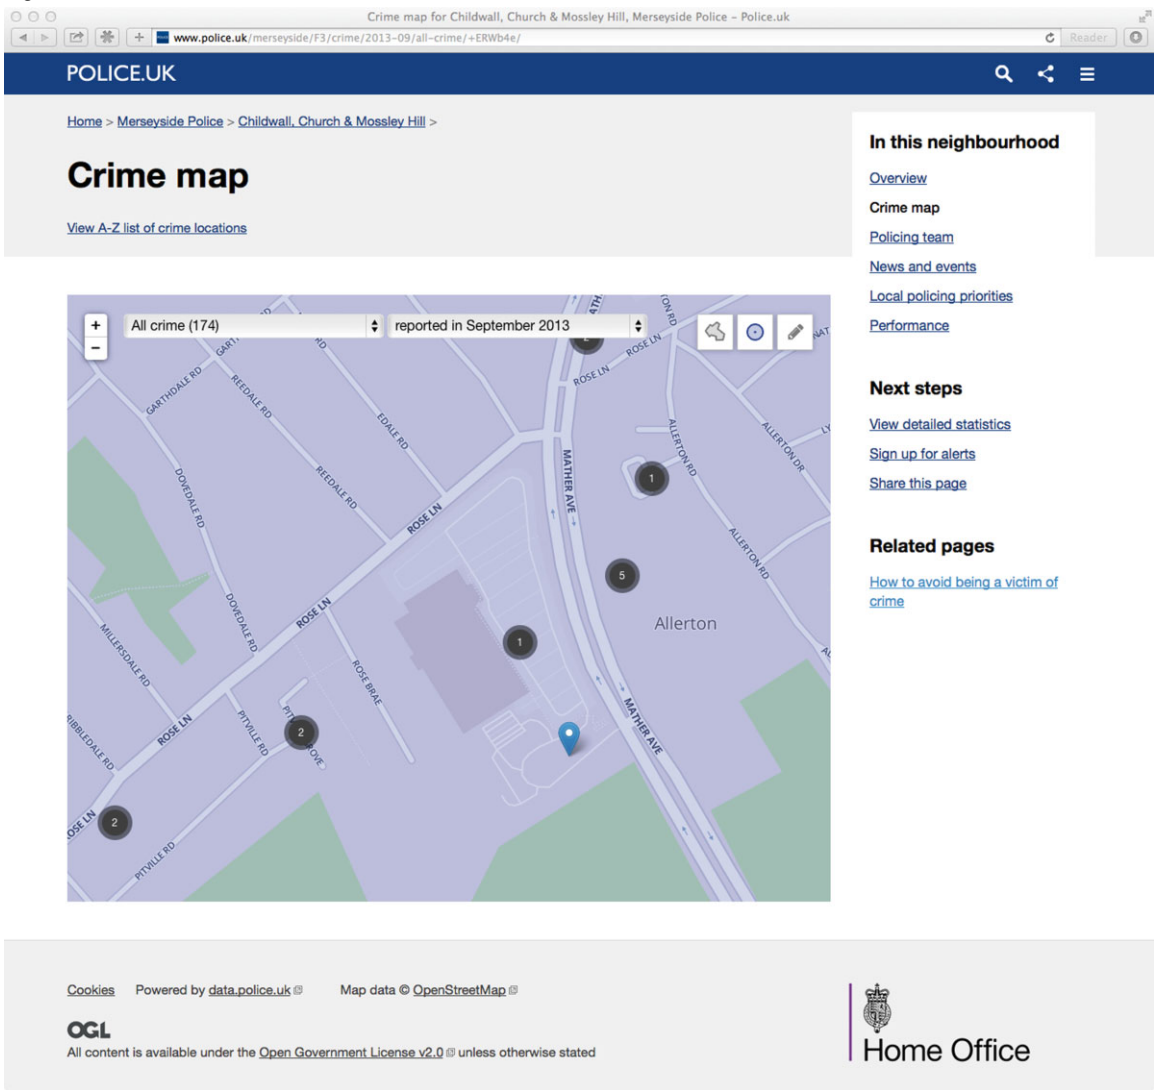 Crime map for Childwall, Church & Mossley Hill, Merseyside Police – Police.uk
www.police.uk/merseyside/F3/crime/2013-09/all-crime/+ERWb4e/
Reader
POLICE.UK
Home > Merseyside Police > Childwall, Church & Mossley Hill >
Crime map
View A-Z list of crime locations
In this neighbourhood
Overview
Crime map
Policing team
News and events
Local policing priorities
Performance
Next steps
View detailed statistics
Sign up for alerts
Share this page
Related pages
How to avoid being a victim of
crime
+
−
All crime (174)
reported in September 2013
GARTHDALE RD
REEDALE RD
EDALE RD
ROSE LN
ROSE LN
ALLERTON RD
ALLERTON DR
1
DOVEDALE RD
REEDALE RD
ROSE LN
MATHER AVE
ALLERTON RD
5
Allerton
DOVEDALE RD
ROSE LN
1
MILLERSDALE RD
ROSE BRAE
MATHER AVE
RIBBLEDALE RD
ROSE LN
PITVILLE RD
2
2
ROSE LN
PITVILLE RD
Cookies
Powered by data.police.uk
Map data © OpenStreetMap
OGL
All content is available under the Open Government License v2.0 unless otherwise stated
Home Office